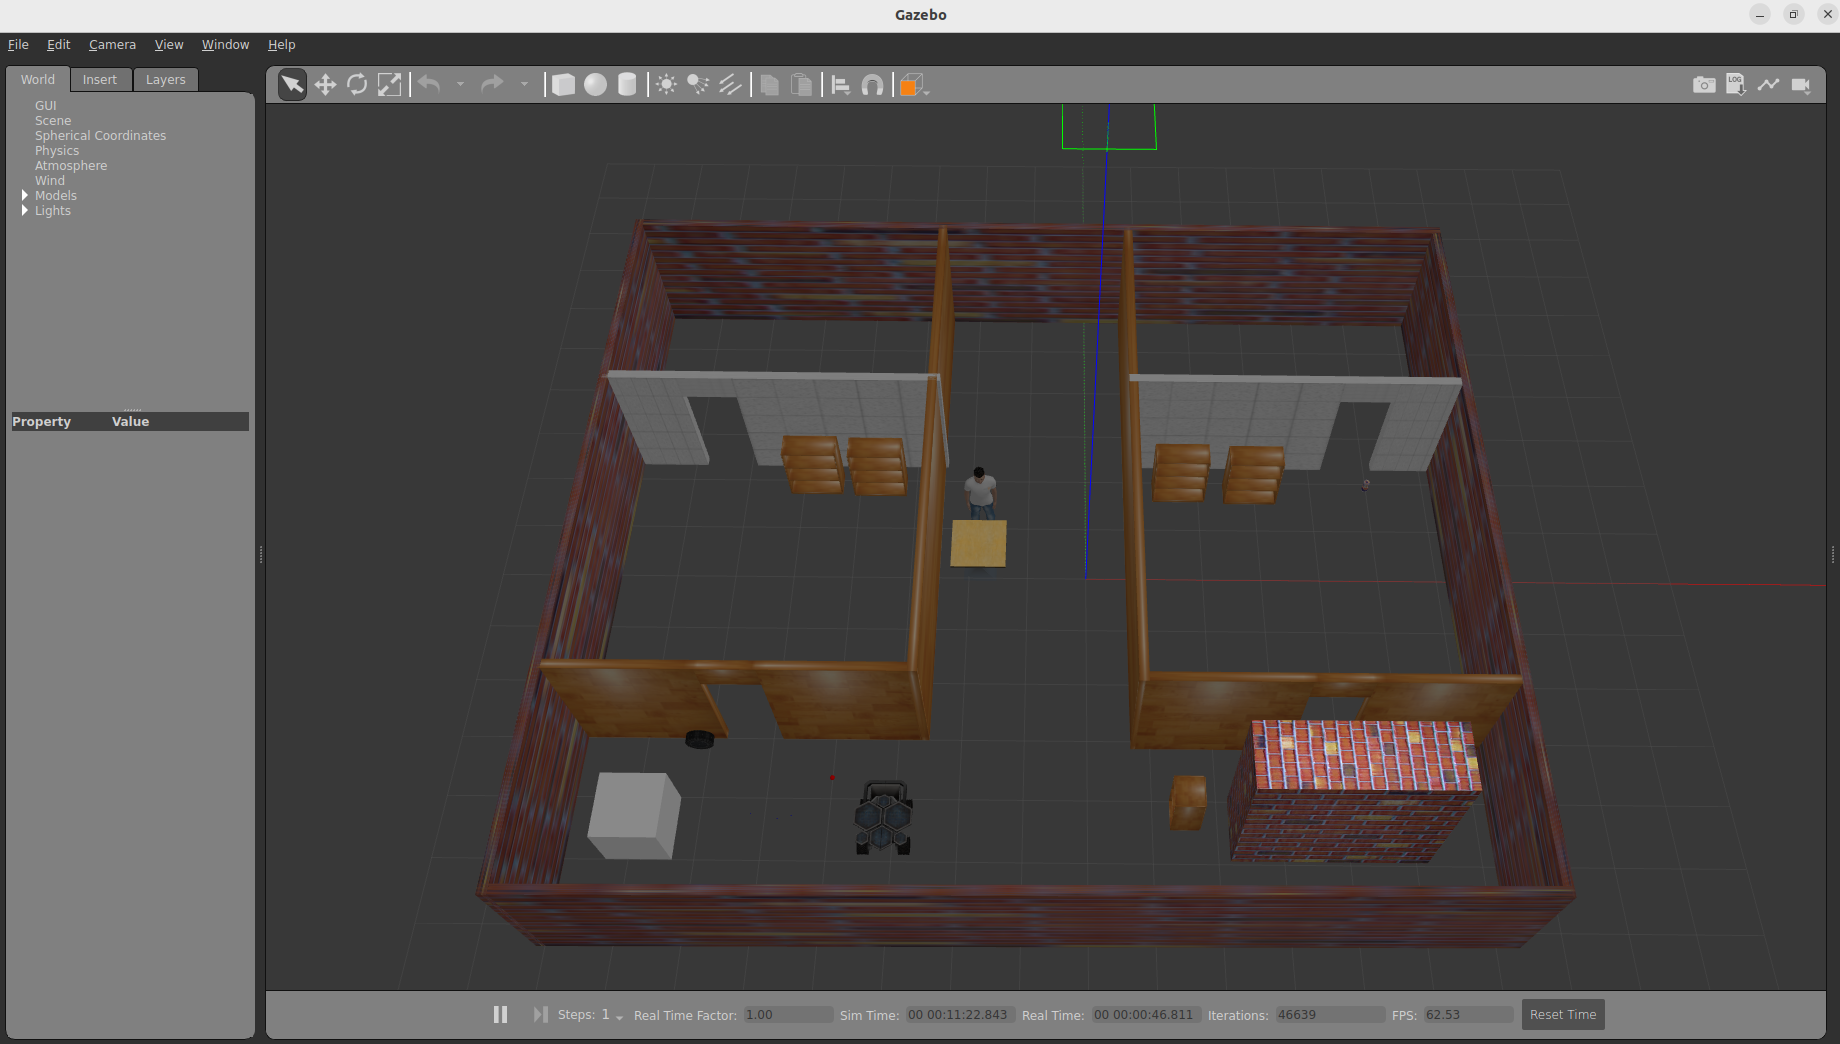 Gazebo
File Edit Camera View Window Help
World Insert Layers
LOG
GUI
Scene
Spherical Coordinates
Physics
Atmosphere
Wind
Models
Lights
Property Value
Steps: 1 Real Time Factor: 1.00 Sim Time: 00 00:11:22.843 Real Time: 00 00:00:46.811 Iterations: 46639 FPS: 62.53 Reset Time